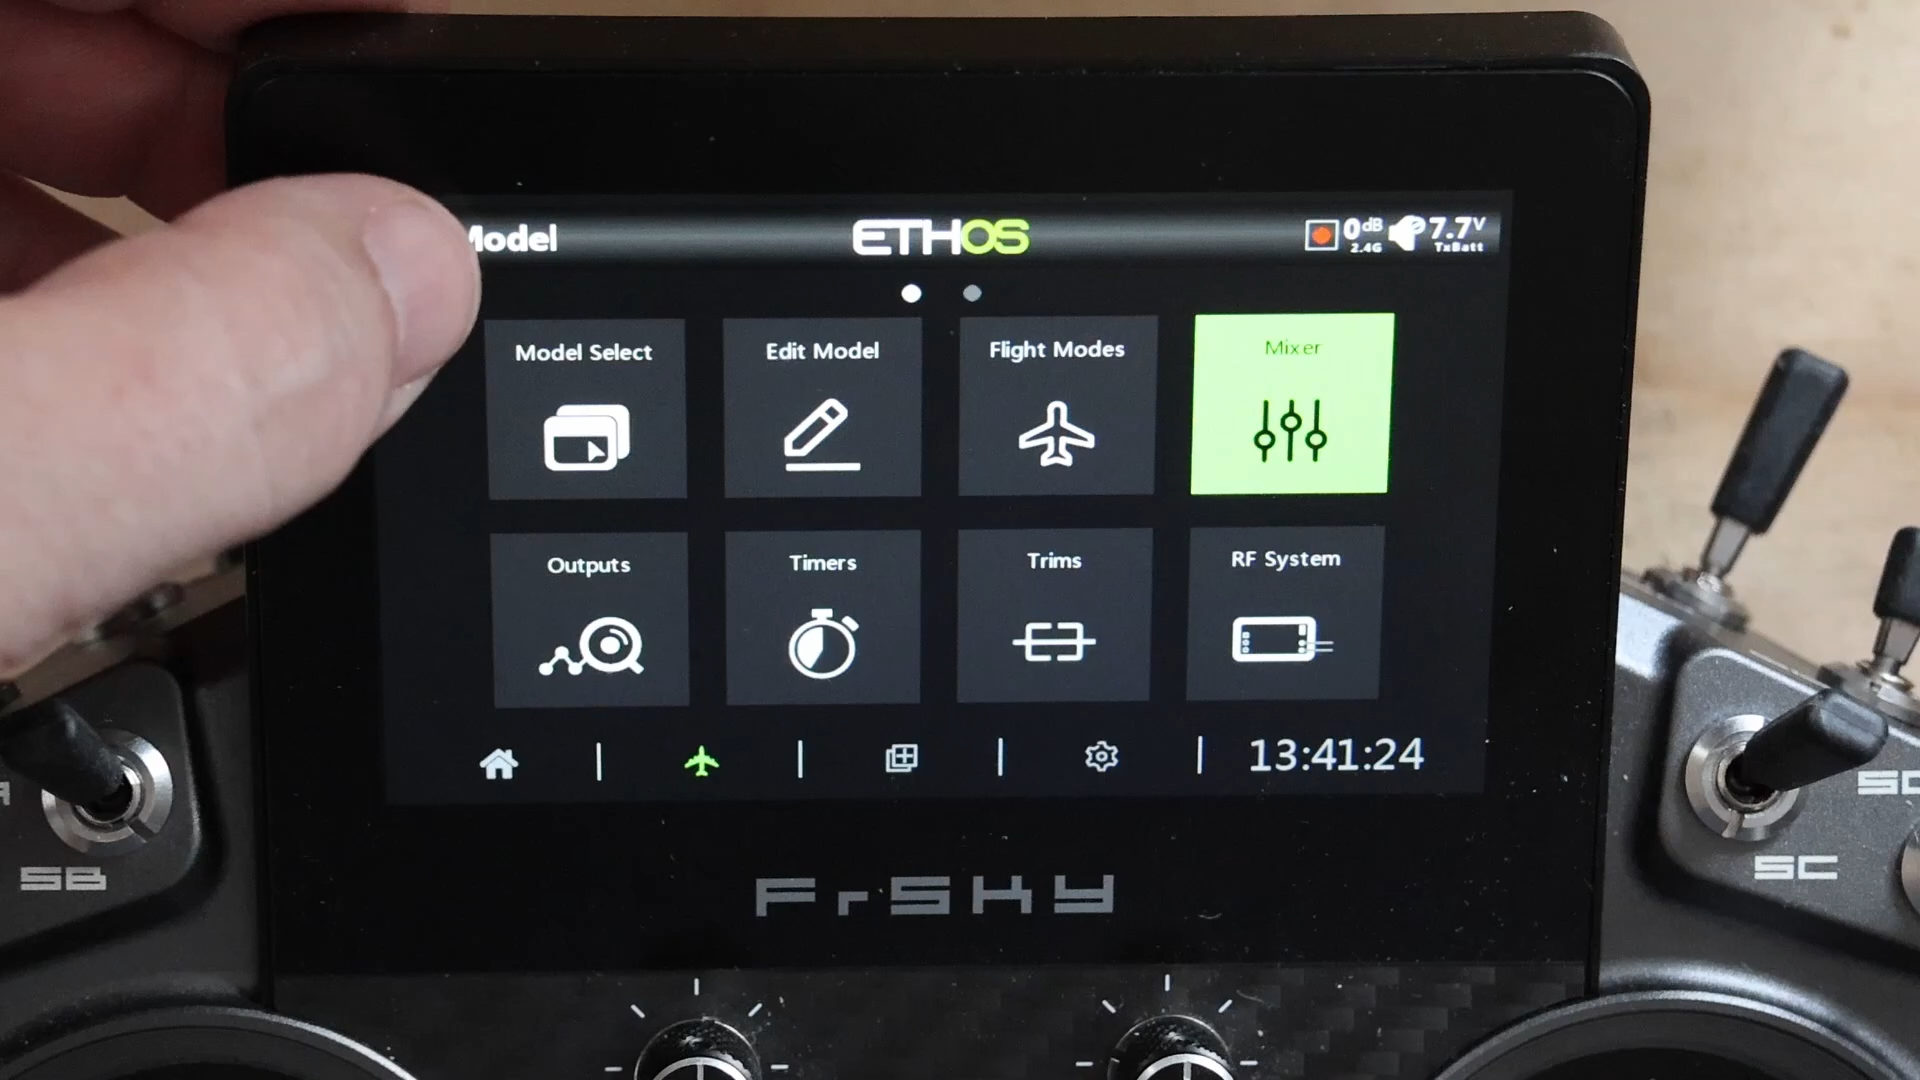 Model
ETHOS
0dB
2.4G
7.7V
TxBatt
Model Select
Edit Model
Flight Modes
Mixer
Outputs
Timers
Trims
RF System
13:41:24
FrSKY
SB
SC